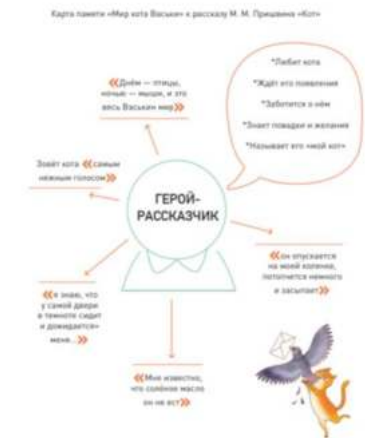 Карта памяти «Мир кота Васьки» к рассказу М. М. Пришвина «Кот»
*Любит кота
*Ждёт его появления
*Заботится о нём
*Знает повадки и желания
*Называет его «мой кот»
«Днём — птицы,
ночью — мыши, и это
весь Васькин мир»
Зовёт кота «самым
нежным голосом»
ГЕРОЙ-
РАССКАЗЧИК
«он опускается
на мои колени,
потопчется немного
и засыпает»
«я знаю, что
у самой двери
в темноте сидит
и дожидается
меня...»
«Мне известно,
что солёное масло
он не ест»